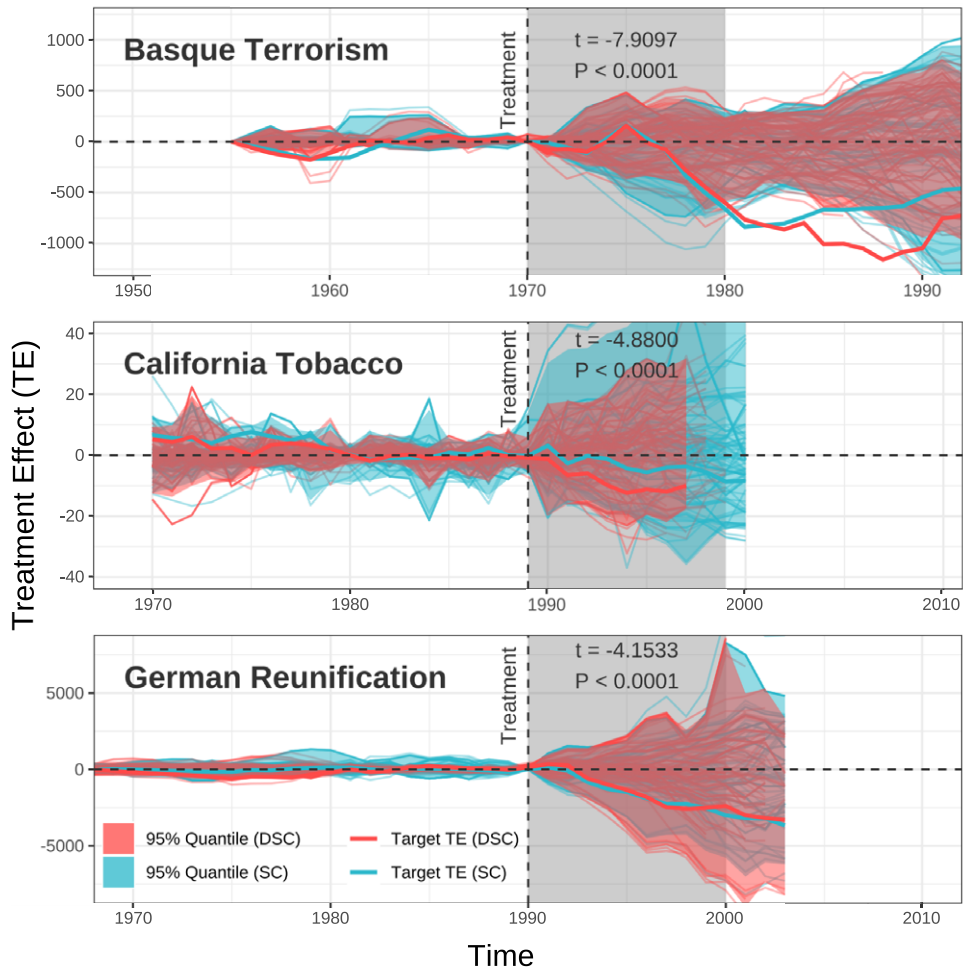 Treatment Effect (TE)
Basque Terrorism
Treatment
t = -7.9097
P < 0.0001
1000
500
0
-500
-1000
1950
1960
1970
1980
1990
California Tobacco
Treatment
t = -4.8800
P < 0.0001
40
20
0
-20
-40
1970
1980
1990
2000
2010
German Reunification
Treatment
t = -4.1533
P < 0.0001
5000
0
-5000
95% Quantile (DSC)
Target TE (DSC)
95% Quantile (SC)
Target TE (SC)
1970
1980
1990
2000
2010
Time